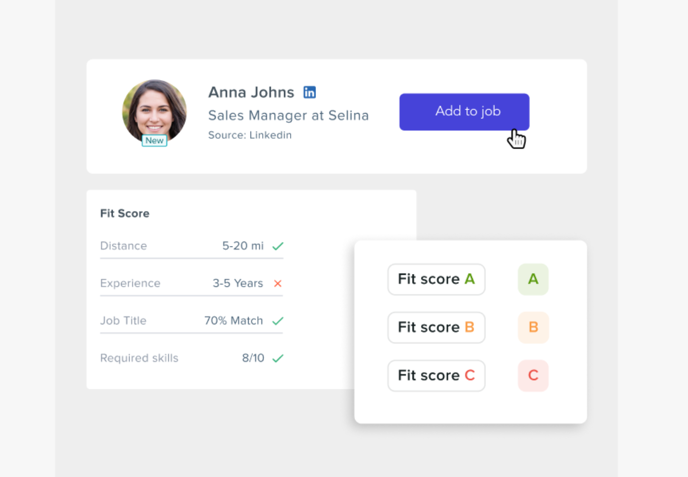 Anna Johns in
Sales Manager at Selina
Source: Linkedin
New
Add to job
Fit Score
Distance 5-20 mi
Experience 3-5 Years
Job Title 70% Match
Required skills 8/10
Fit score A A
Fit score B B
Fit score C C